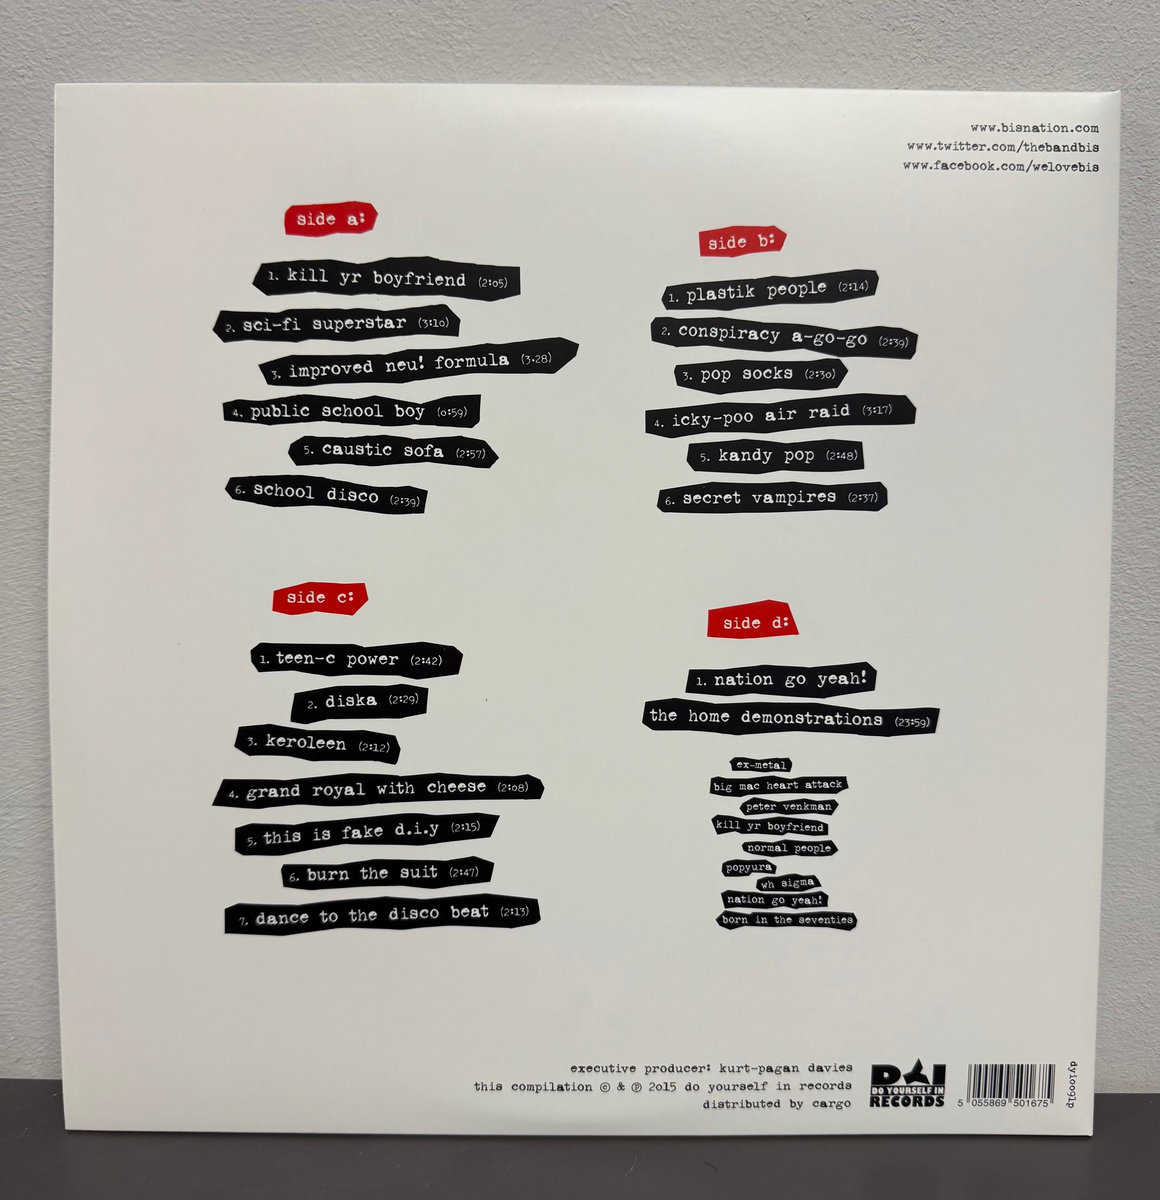 www.bisnation.com
www.twitter.com/thebandbis
www.facebook.com/welovebis
side a:
1. kill yr boyfriend (2:05)
2. sci-fi superstar (3:10)
3. improved neu! formula (3:28)
4. public school boy (0:59)
5. caustic sofa (2:57)
6. school disco (2:39)
side b:
1. plastik people (2:14)
2. conspiracy a-go-go (2:39)
3. pop socks (2:30)
4. icky-poo air raid (3:17)
5. kandy pop (2:48)
6. secret vampires (2:37)
side c:
1. teen-c power (2:42)
2. diska (2:29)
3. keroleen (2:12)
4. grand royal with cheese (2:08)
5. this is fake d.i.y (2:15)
6. burn the suit (2:47)
7. dance to the disco beat (2:13)
side d:
1. nation go yeah!
the home demonstrations (23:59)
ex-metal
big mac heart attack
peter venkman
kill yr boyfriend
normal people
popyura
wh sigma
nation go yeah!
born in the seventies
executive producer: kurt-pagan davies
this compilation © & ℗ 2015 do yourself in records
distributed by cargo
DYI
DO YOURSELF IN
RECORDS
5 055869 501675
dyi009lp